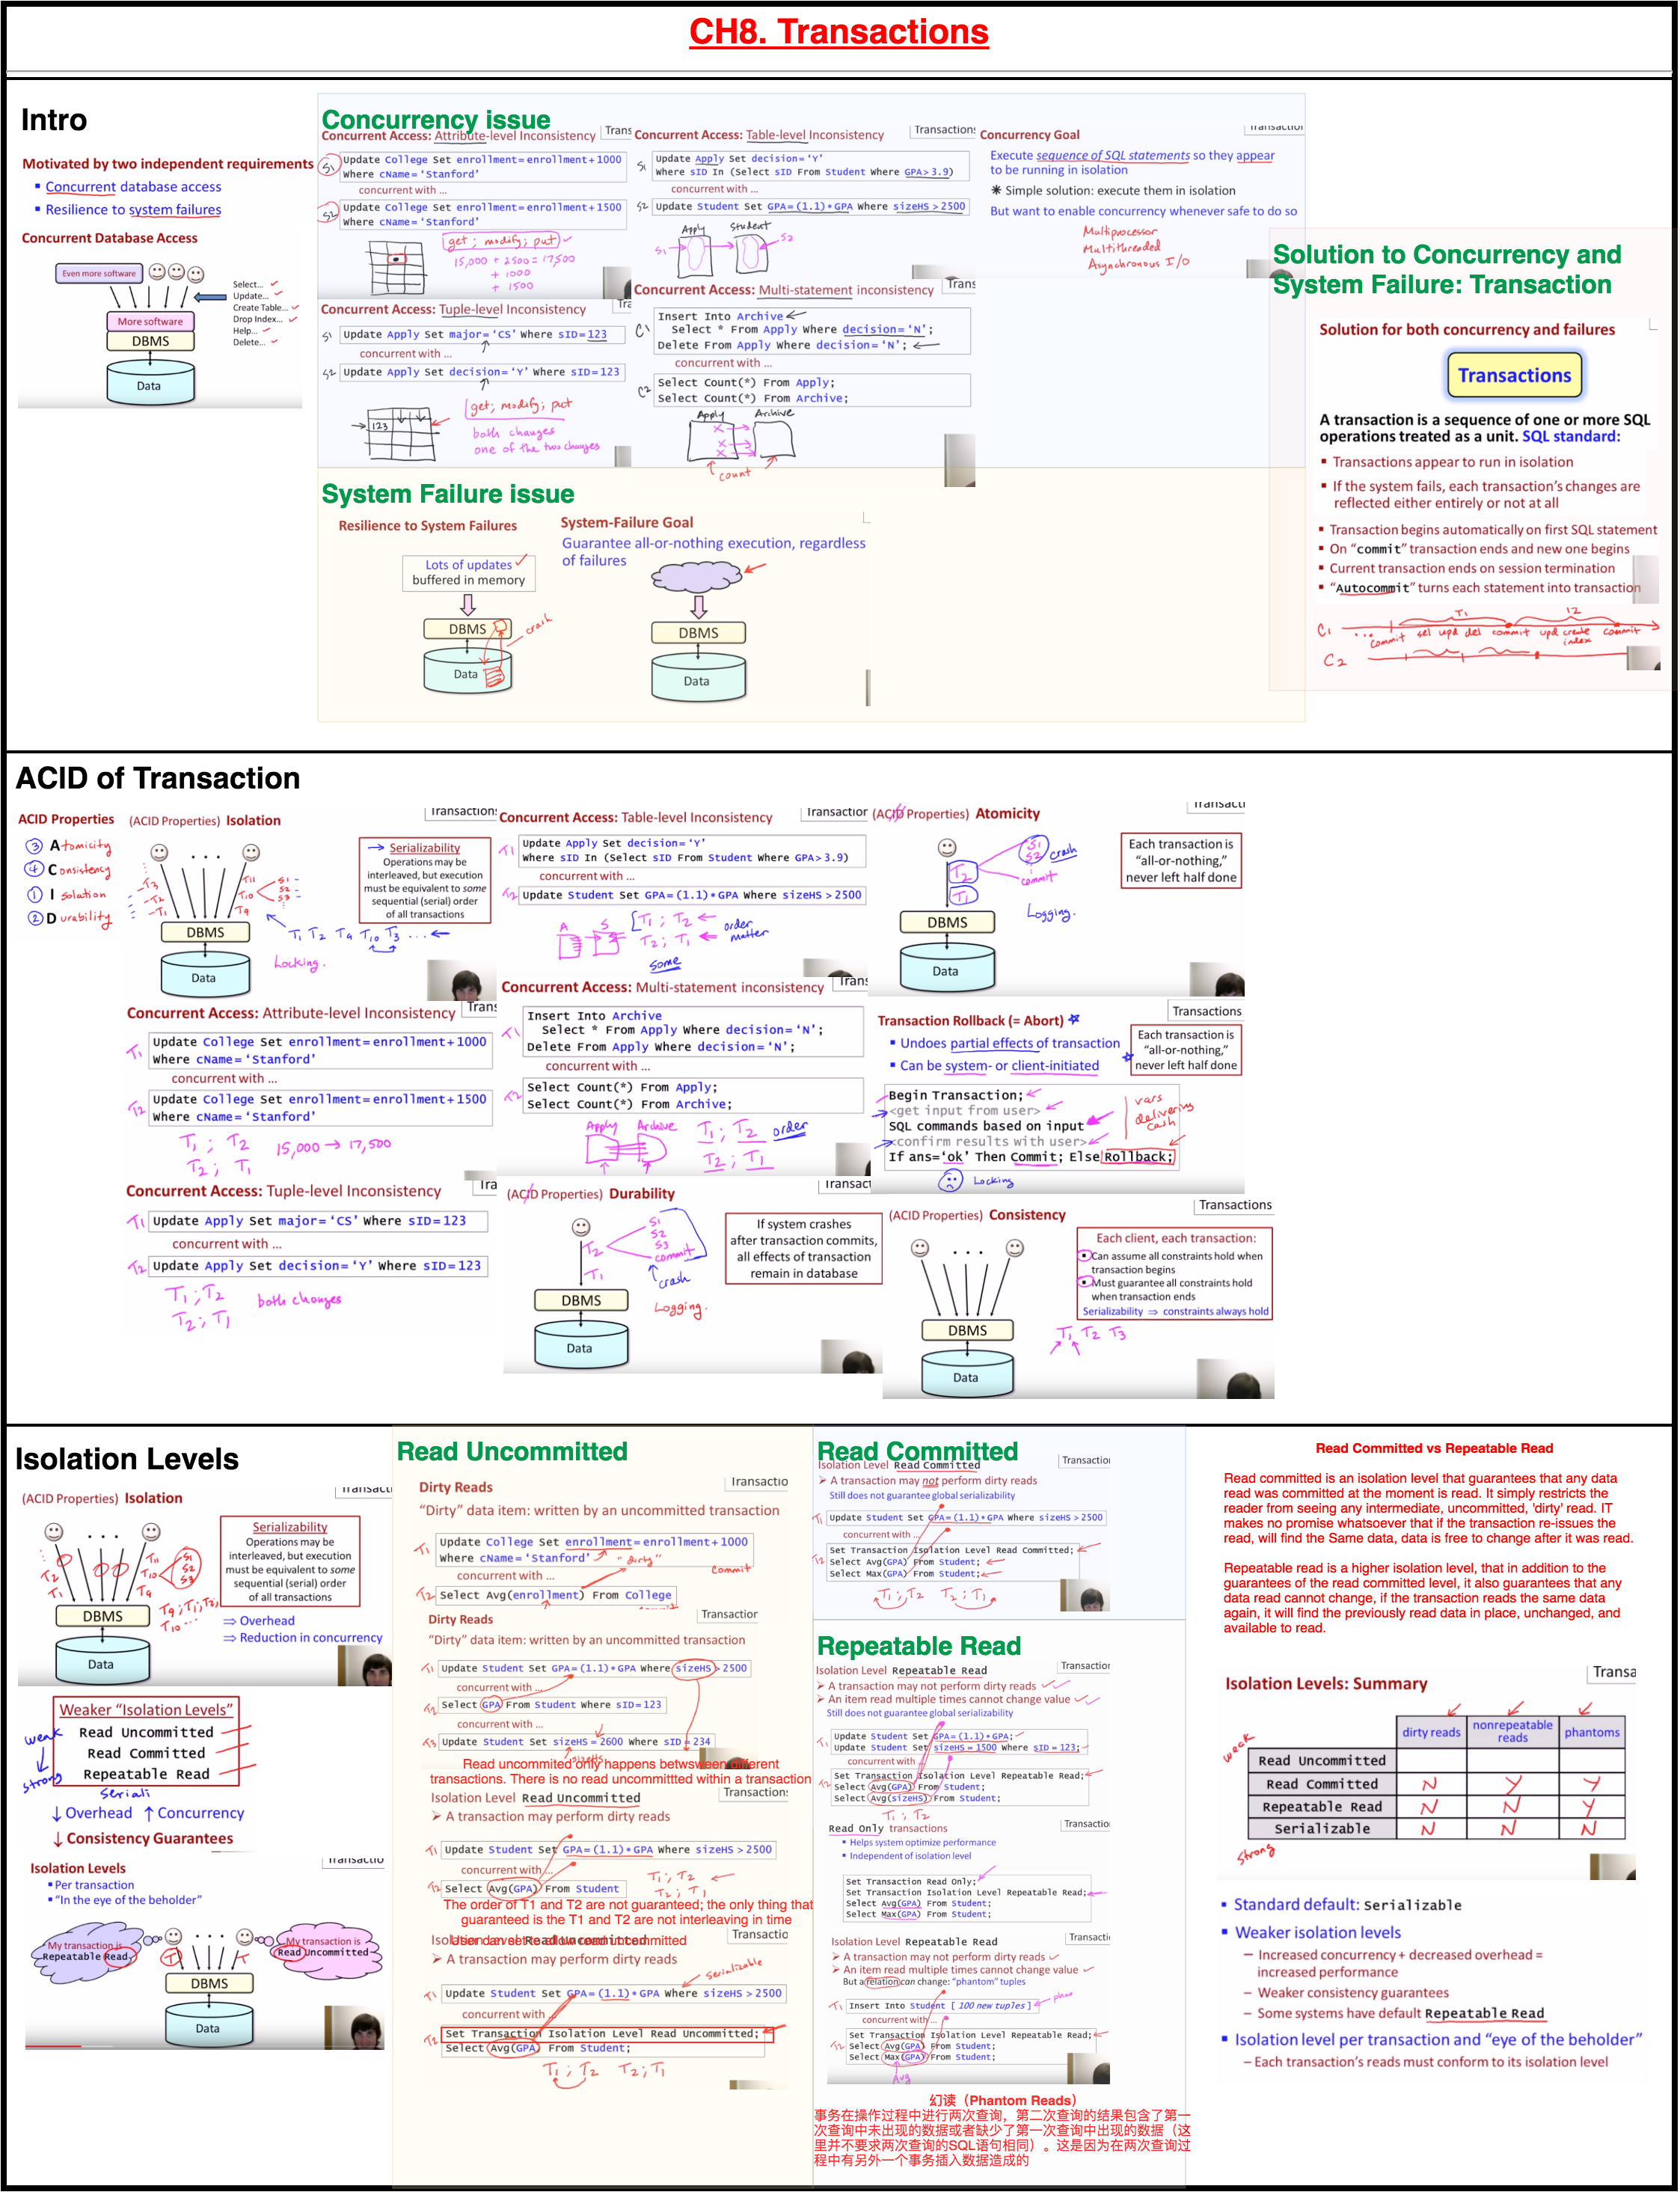 CH8. Transactions
Intro
Motivated by two independent requirements
▪ Concurrent database access
▪ Resilience to system failures
Concurrent Database Access
Even more software
More software
DBMS
Data
Select...
Update...
Create Table...
Drop Index...
Help...
Delete...
Concurrency issue
Concurrent Access: Attribute-level Inconsistency
S1
Update College Set enrollment=enrollment+1000
Where cName='Stanford'
concurrent with ...
S2
Update College Set enrollment=enrollment+1500
Where cName='Stanford'
get; modify; put
15,000 + 2500 = 17,500
+ 1000
+ 1500
Concurrent Access: Tuple-level Inconsistency
S1
Update Apply Set major='CS' Where sID=123
concurrent with ...
S2
Update Apply Set decision='Y' Where sID=123
123
get; modify; put
both changes
one of the two changes
Concurrent Access: Table-level Inconsistency
S1
Update Apply Set decision='Y'
Where sID In (Select sID From Student Where GPA>3.9)
concurrent with ...
S2
Update Student Set GPA=(1.1)*GPA Where sizeHS>2500
Apply Student
S1 S2
Concurrent Access: Multi-statement inconsistency
C1
Insert Into Archive
Select * From Apply Where decision='N';
Delete From Apply Where decision='N';
concurrent with ...
C2
Select Count(*) From Apply;
Select Count(*) From Archive;
Apply Archive
count
Concurrency Goal
Execute sequence of SQL statements so they appear
to be running in isolation
✱ Simple solution: execute them in isolation
But want to enable concurrency whenever safe to do so
Multiprocessor
Multithreaded
Asynchronous I/O
System Failure issue
Resilience to System Failures
Lots of updates
buffered in memory
DBMS
Data
crash
System-Failure Goal
Guarantee all-or-nothing execution, regardless
of failures
DBMS
Data
Solution to Concurrency and
System Failure: Transaction
Solution for both concurrency and failures
Transactions
A transaction is a sequence of one or more SQL
operations treated as a unit. SQL standard:
▪ Transactions appear to run in isolation
▪ If the system fails, each transaction's changes are
reflected either entirely or not at all
▪ Transaction begins automatically on first SQL statement
▪ On "commit" transaction ends and new one begins
▪ Current transaction ends on session termination
▪ "Autocommit" turns each statement into transaction
C1 commit sel upd del commit upd create index commit
C2
ACID of Transaction
ACID Properties
③ Atomicity
④ Consistency
① Isolation
② Durability
(ACID Properties) Isolation
→ Serializability
Operations may be
interleaved, but execution
must be equivalent to some
sequential (serial) order
of all transactions
T1 T2 T9 T10 T3 ...
Locking.
DBMS
Data
Concurrent Access: Attribute-level Inconsistency
T1
Update College Set enrollment=enrollment+1000
Where cName='Stanford'
concurrent with ...
T2
Update College Set enrollment=enrollment+1500
Where cName='Stanford'
T1; T2 15,000 → 17,500
T2; T1
Concurrent Access: Tuple-level Inconsistency
T1
Update Apply Set major='CS' Where sID=123
concurrent with ...
T2
Update Apply Set decision='Y' Where sID=123
T1; T2 both changes
T2; T1
Concurrent Access: Table-level Inconsistency
T1
Update Apply Set decision='Y'
Where sID In (Select sID From Student Where GPA>3.9)
concurrent with ...
T2
Update Student Set GPA=(1.1)*GPA Where sizeHS>2500
A S
T1; T2 order
T2; T1 matter
some
Concurrent Access: Multi-statement inconsistency
T1
Insert Into Archive
Select * From Apply Where decision='N';
Delete From Apply Where decision='N';
concurrent with ...
T2
Select Count(*) From Apply;
Select Count(*) From Archive;
Apply Archive
T1; T2 order
T2; T1
(ACID Properties) Durability
S1
S2
S3
commit
T2
T1
crash
Logging.
DBMS
Data
If system crashes
after transaction commits,
all effects of transaction
remain in database
(ACID Properties) Atomicity
S1
S2
crash
commit
T2
T1
Logging.
DBMS
Data
Each transaction is
"all-or-nothing,"
never left half done
Transactions
Transaction Rollback (= Abort)
▪ Undoes partial effects of transaction
▪ Can be system- or client-initiated
Each transaction is
"all-or-nothing,"
never left half done
Begin Transaction;
<get input from user>
SQL commands based on input
<confirm results with user>
If ans='ok' Then Commit; Else Rollback;
vars
delivering
cash
Locking
Transactions
(ACID Properties) Consistency
Each client, each transaction:
▪ Can assume all constraints hold when
transaction begins
▪ Must guarantee all constraints hold
when transaction ends
Serializability ⇒ constraints always hold
T1 T2 T3
DBMS
Data
Isolation Levels
(ACID Properties) Isolation
Serializability
Operations may be
interleaved, but execution
must be equivalent to some
sequential (serial) order
of all transactions
⇒ Overhead
⇒ Reduction in concurrency
DBMS
Data
Weaker "Isolation Levels"
Read Uncommitted
Read Committed
Repeatable Read
weak
strong
Seriali
↓ Overhead ↑ Concurrency
↓ Consistency Guarantees
Isolation Levels
▪ Per transaction
▪ "In the eye of the beholder"
My transaction is
Repeatable Read.
My transaction is
Read Uncommitted
DBMS
Data
Read Uncommitted
Dirty Reads
"Dirty" data item: written by an uncommitted transaction
T1
Update College Set enrollment=enrollment+1000
Where cName='Stanford'
"dirty"
commit
concurrent with ...
T2
Select Avg(enrollment) From College
Dirty Reads
"Dirty" data item: written by an uncommitted transaction
T1
Update Student Set GPA=(1.1)*GPA Where sizeHS>2500
concurrent with ...
T2
Select GPA From Student Where sID=123
concurrent with ...
T3
Update Student Set sizeHS=2600 Where sID=234
Read uncommited only happens betwsween different
transactions. There is no read uncommittted within a transaction
Isolation Level Read Uncommitted
➢ A transaction may perform dirty reads
T1
Update Student Set GPA=(1.1)*GPA Where sizeHS>2500
concurrent with ...
T2
Select Avg(GPA) From Student
T1; T2
T2; T1
The order of T1 and T2 are not guaranteed; the only thing that
guaranteed is the T1 and T2 are not interleaving in time
User can set to allow read uncommitted
Isolation Level Read Uncommitted
➢ A transaction may perform dirty reads
serializable
T1
Update Student Set GPA=(1.1)*GPA Where sizeHS>2500
concurrent with ...
T2
Set Transaction Isolation Level Read Uncommitted;
Select Avg(GPA) From Student;
T1; T2 T2; T1
Read Committed
Isolation Level Read Committed
➢ A transaction may not perform dirty reads
Still does not guarantee global serializability
T1
Update Student Set GPA=(1.1)*GPA Where sizeHS>2500
concurrent with ...
T2
Set Transaction Isolation Level Read Committed;
Select Avg(GPA) From Student;
Select Max(GPA) From Student;
T1; T2 T2; T1
Repeatable Read
Isolation Level Repeatable Read
➢ A transaction may not perform dirty reads
➢ An item read multiple times cannot change value
Still does not guarantee global serializability
T1
Update Student Set GPA=(1.1)*GPA;
Update Student Set sizeHS=1500 Where sID=123;
concurrent with
T2
Set Transaction Isolation Level Repeatable Read;
Select Avg(GPA) From Student;
Select Avg(sizeHS) From Student;
T1; T2
Read Only transactions
▪ Helps system optimize performance
▪ Independent of isolation level
Set Transaction Read Only;
Set Transaction Isolation Level Repeatable Read;
Select Avg(GPA) From Student;
Select Max(GPA) From Student;
Isolation Level Repeatable Read
➢ A transaction may not perform dirty reads
➢ An item read multiple times cannot change value
But a relation can change: "phantom" tuples
T1
Insert Into Student [ 100 new tuples ]
concurrent with ...
T2
Set Transaction Isolation Level Repeatable Read;
Select Avg(GPA) From Student;
Select Max(GPA) From Student;
Avg
幻读（Phantom Reads）
事务在操作过程中进行两次查询，第二次查询的结果包含了第一
次查询中未出现的数据或者缺少了第一次查询中出现的数据（这
里并不要求两次查询的SQL语句相同）。这是因为在两次查询过
程中有另外一个事务插入数据造成的
Read Committed vs Repeatable Read
Read committed is an isolation level that guarantees that any data
read was committed at the moment is read. It simply restricts the
reader from seeing any intermediate, uncommitted, 'dirty' read. IT
makes no promise whatsoever that if the transaction re-issues the
read, will find the Same data, data is free to change after it was read.
Repeatable read is a higher isolation level, that in addition to the
guarantees of the read committed level, it also guarantees that any
data read cannot change, if the transaction reads the same data
again, it will find the previously read data in place, unchanged, and
available to read.
Isolation Levels: Summary
weak
dirty reads nonrepeatable reads phantoms
Read Uncommitted
Read Committed N Y Y
Repeatable Read N N Y
Serializable N N N
strong
▪ Standard default: Serializable
▪ Weaker isolation levels
– Increased concurrency + decreased overhead =
increased performance
– Weaker consistency guarantees
– Some systems have default Repeatable Read
▪ Isolation level per transaction and "eye of the beholder"
– Each transaction's reads must conform to its isolation level